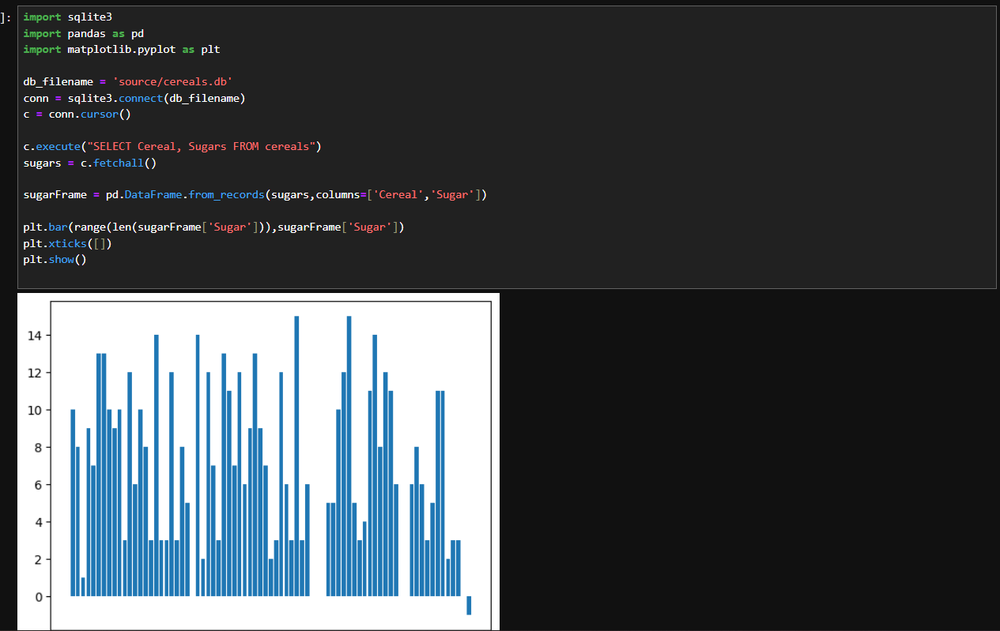 ]:
import sqlite3
import pandas as pd
import matplotlib.pyplot as plt
db_filename = 'source/cereals.db'
conn = sqlite3.connect(db_filename)
c = conn.cursor()
c.execute("SELECT Cereal, Sugars FROM cereals")
sugars = c.fetchall()
sugarFrame = pd.DataFrame.from_records(sugars,columns=['Cereal','Sugar'])
plt.bar(range(len(sugarFrame['Sugar'])),sugarFrame['Sugar'])
plt.xticks([])
plt.show()
14
12
10
8
6
4
2
0